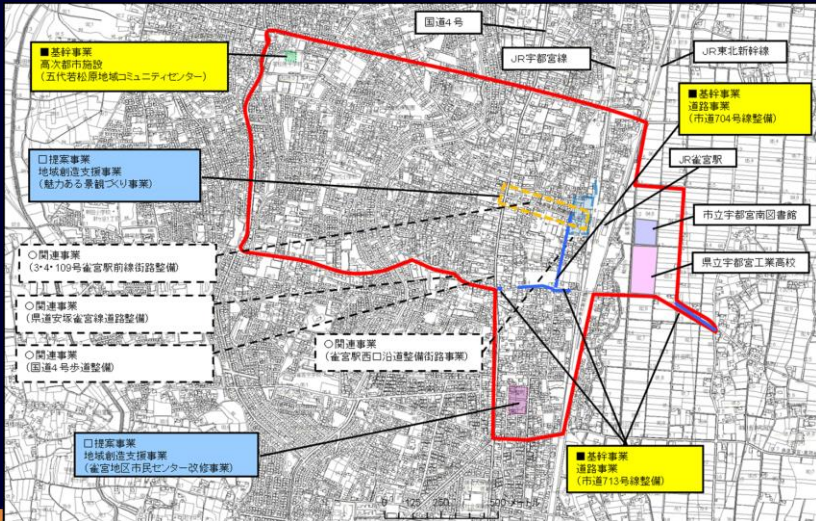 国道4号
JR宇都宮線
JR東北新幹線
■基幹事業
高次都市施設
(五代若松原地域コミュニティセンター)
■基幹事業
道路事業
(市道704号線整備)
□提案事業
地域創造支援事業
(魅力ある景観づくり事業)
JR雀宮駅
市立宇都宮南図書館
県立宇都宮工業高校
○関連事業
(3・4・109号雀宮駅前線街路整備)
○関連事業
(県道安塚雀宮線道路整備)
○関連事業
(国道4号歩道整備)
○関連事業
(雀宮駅西口沿道整備街路事業)
□提案事業
地域創造支援事業
(雀宮地区市民センター改修事業)
■基幹事業
道路事業
(市道713号線整備)
0 125 250 500 メートル